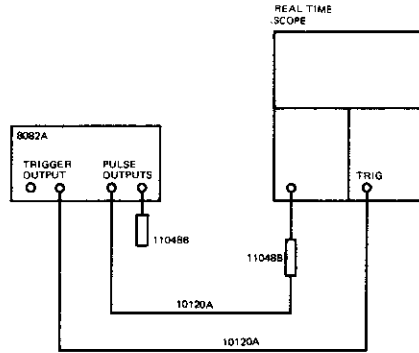 REAL TIME
SCOPE
8082A
TRIGGER
OUTPUT
PULSE
OUTPUTS
TRIG
11048B
11048B
10120A
10120A